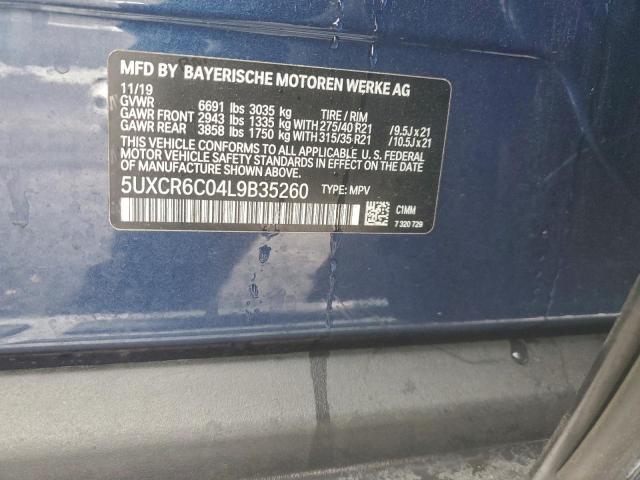 MFD BY BAYERISCHE MOTOREN WERKE AG
11/19
GVWR 6691 lbs 3035 kg TIRE / RIM
GAWR FRONT 2943 lbs 1335 kg WITH 275/40 R21 /9.5J x 21
GAWR REAR 3858 lbs 1750 kg WITH 315/35 R21 /10.5J x 21
THIS VEHICLE CONFORMS TO ALL APPLICABLE U.S. FEDERAL
MOTOR VEHICLE SAFETY STANDARDS IN EFFECT ON THE
DATE OF MANUFACTURE SHOWN ABOVE.
5UXCR6C04L9B35260 TYPE: MPV
C1MM
7 320 729